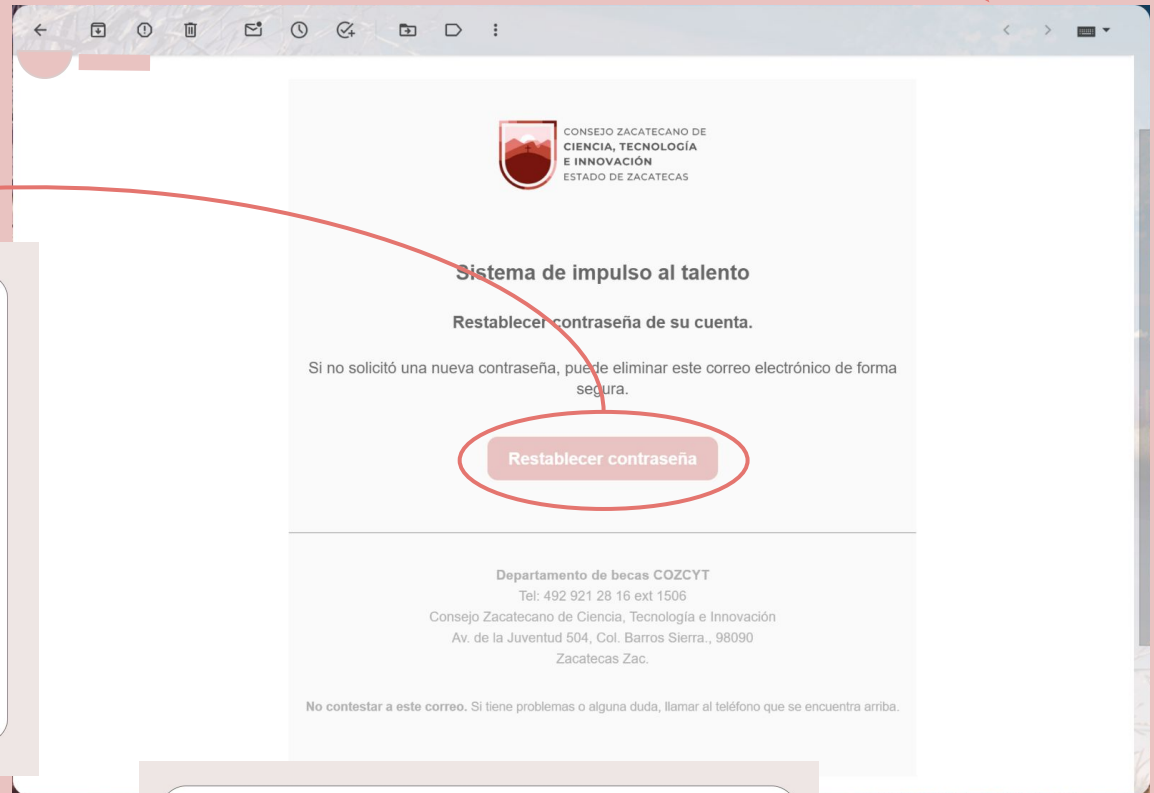 CONSEJO ZACATECANO DE
CIENCIA, TECNOLOGÍA
E INNOVACIÓN
ESTADO DE ZACATECAS
Sistema de impulso al talento
Restablecer contraseña de su cuenta.
Si no solicitó una nueva contraseña, puede eliminar este correo electrónico de forma
segura.
Restablecer contraseña
Departamento de becas COZCYT
Tel: 492 921 28 16 ext 1506
Consejo Zacatecano de Ciencia, Tecnología e Innovación
Av. de la Juventud 504, Col. Barros Sierra., 98090
Zacatecas Zac.
No contestar a este correo. Si tiene problemas o alguna duda, llamar al teléfono que se encuentra arriba.